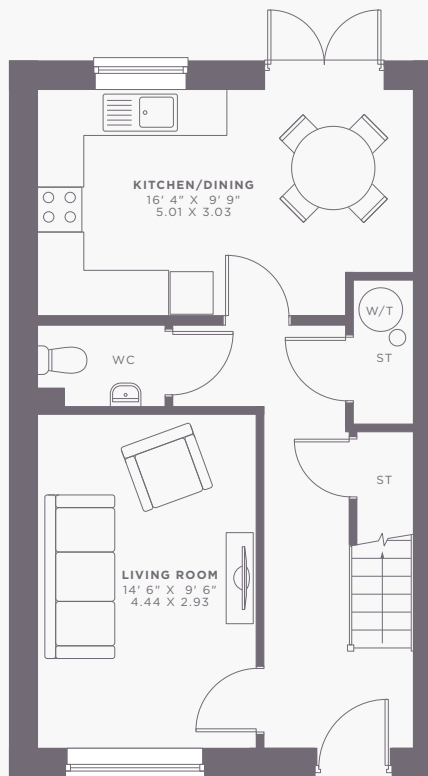 KITCHEN/DINING
16' 4" X 9' 9"
5.01 X 3.03
W/T
ST
WC
ST
LIVING ROOM
14' 6" X 9' 6"
4.44 X 2.93